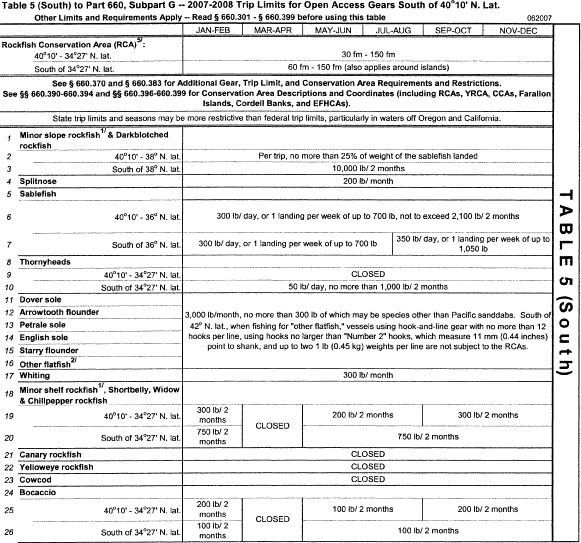 Table 5 (South) to Part 660, Subpart G -- 2007-2008 Trip Limits for Open Access Gears South of 40°10' N. Lat.
Other Limits and Requirements Apply -- Read § 660.301 - § 660.399 before using this table 062007
JAN-FEB MAR-APR MAY-JUN JUL-AUG SEP-OCT NOV-DEC
Rockfish Conservation Area (RCA)5/:
40°10' - 34°27' N. lat. 30 fm - 150 fm
South of 34°27' N. lat. 60 fm - 150 fm (also applies around islands)
See § 660.370 and § 660.383 for Additional Gear, Trip Limit, and Conservation Area Requirements and Restrictions.
See §§ 660.390-660.394 and §§ 660.396-660.399 for Conservation Area Descriptions and Coordinates (including RCAs, YRCA, CCAs, Farallon
Islands, Cordell Banks, and EFHCAs).
State trip limits and seasons may be more restrictive than federal trip limits, particularly in waters off Oregon and California.
1 Minor slope rockfish1/ & Darkblotched
rockfish
2 40°10' - 38° N. lat. Per trip, no more than 25% of weight of the sablefish landed
3 South of 38° N. lat. 10,000 lb/ 2 months
4 Splitnose 200 lb/ month
5 Sablefish
6 40°10' - 36° N. lat. 300 lb/ day, or 1 landing per week of up to 700 lb, not to exceed 2,100 lb/ 2 months
7 South of 36° N. lat. 300 lb/ day, or 1 landing per week of up to 700 lb 350 lb/ day, or 1 landing per week of up to
1,050 lb
8 Thornyheads
9 40°10' - 34°27' N. lat. CLOSED
10 South of 34°27' N. lat. 50 lb/ day, no more than 1,000 lb/ 2 months
11 Dover sole
12 Arrowtooth flounder
13 Petrale sole
14 English sole
15 Starry flounder
16 Other flatfish2/
3,000 lb/month, no more than 300 lb of which may be species other than Pacific sanddabs. South of
42° N. lat., when fishing for "other flatfish," vessels using hook-and-line gear with no more than 12
hooks per line, using hooks no larger than "Number 2" hooks, which measure 11 mm (0.44 inches)
point to shank, and up to two 1 lb (0.45 kg) weights per line are not subject to the RCAs.
17 Whiting 300 lb/ month
18 Minor shelf rockfish1/, Shortbelly, Widow
& Chilipepper rockfish
19 40°10' - 34°27' N. lat. 300 lb/ 2
months CLOSED 200 lb/ 2 months 300 lb/ 2 months
20 South of 34°27' N. lat. 750 lb/ 2
months 750 lb/ 2 months
21 Canary rockfish CLOSED
22 Yelloweye rockfish CLOSED
23 Cowcod CLOSED
24 Bocaccio
25 40°10' - 34°27' N. lat. 200 lb/ 2
months CLOSED 100 lb/ 2 months 200 lb/ 2 months
26 South of 34°27' N. lat. 100 lb/ 2
months 100 lb/ 2 months
TABLE 5 (South)